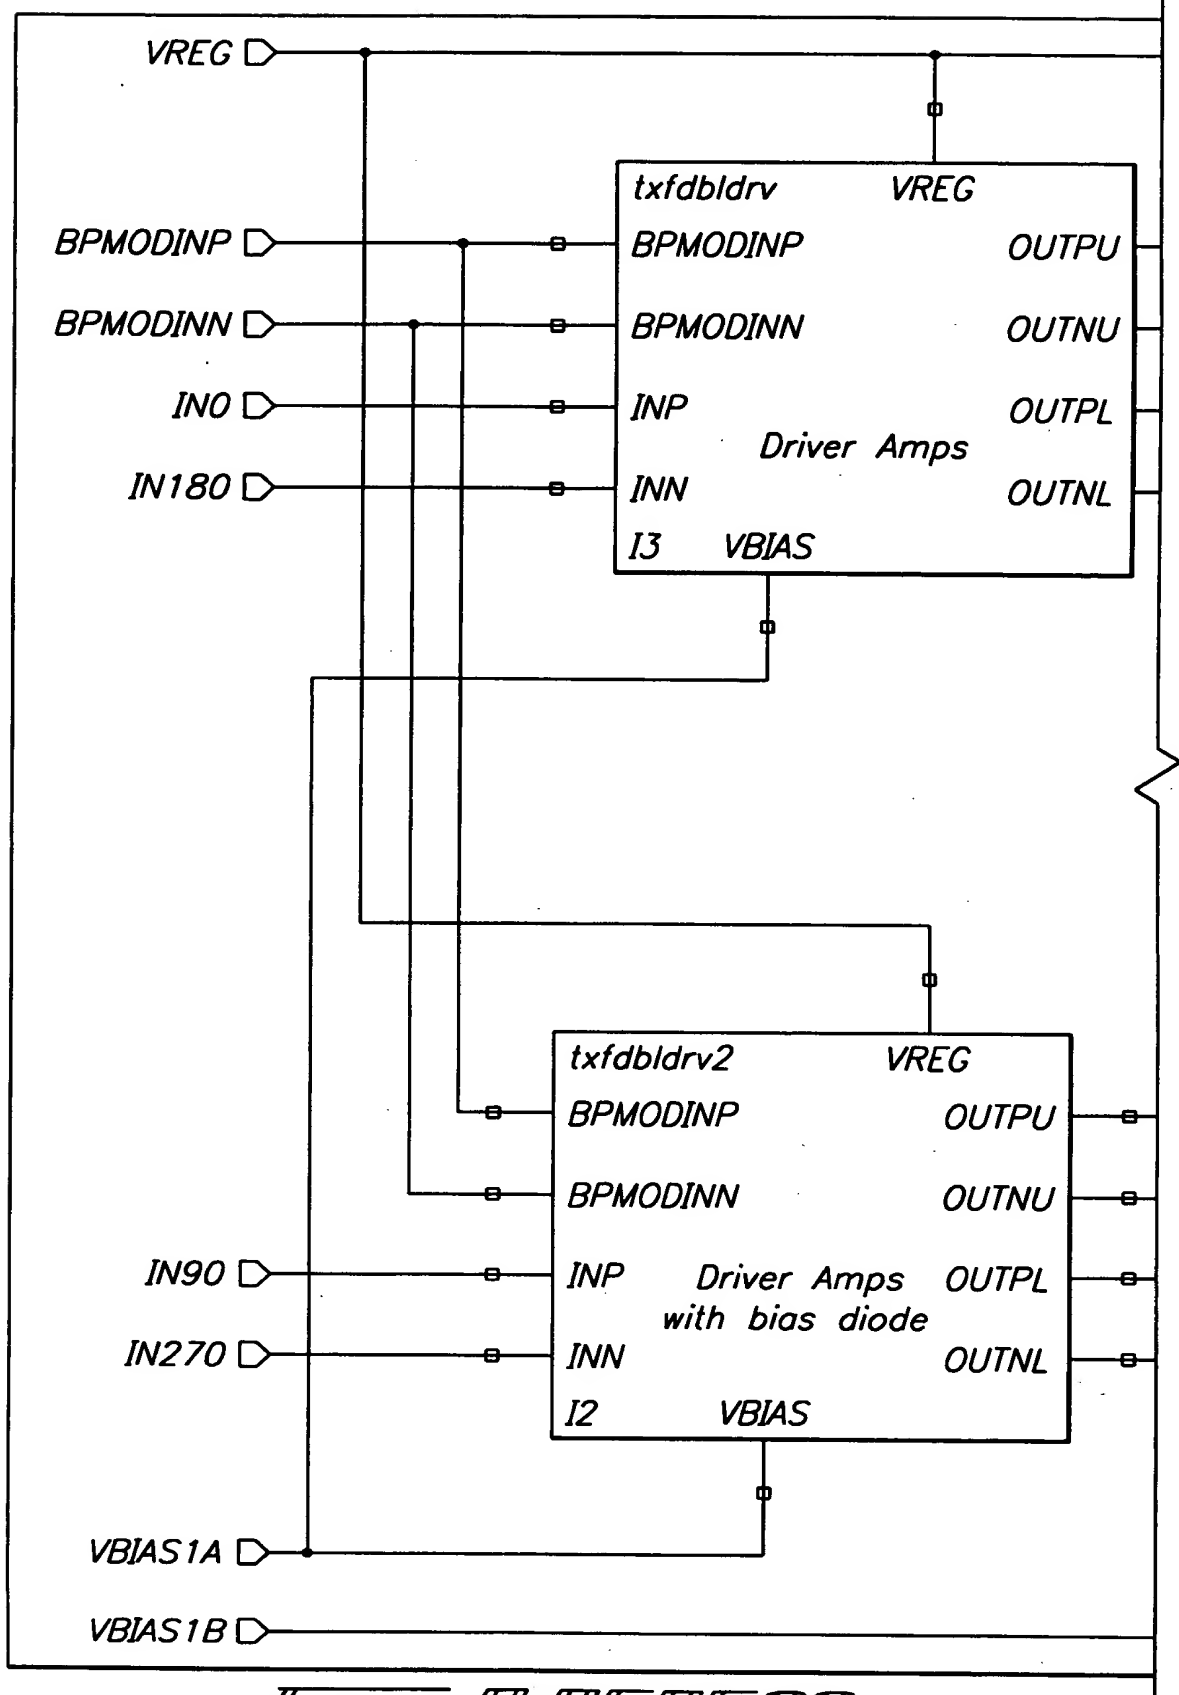 VREG
txfdbldrv VREG
BPMODINP BPMODINP OUTPU
BPMODINN BPMODINN OUTNU
IN0 INP OUTPL
Driver Amps
IN180 INN OUTNL
I3 VBIAS
txfdbldrv2 VREG
BPMODINP OUTPU
BPMODINN OUTNU
IN90 INP Driver Amps OUTPL
with bias diode
IN270 INN OUTNL
I2 VBIAS
VBIAS1A
VBIAS1B